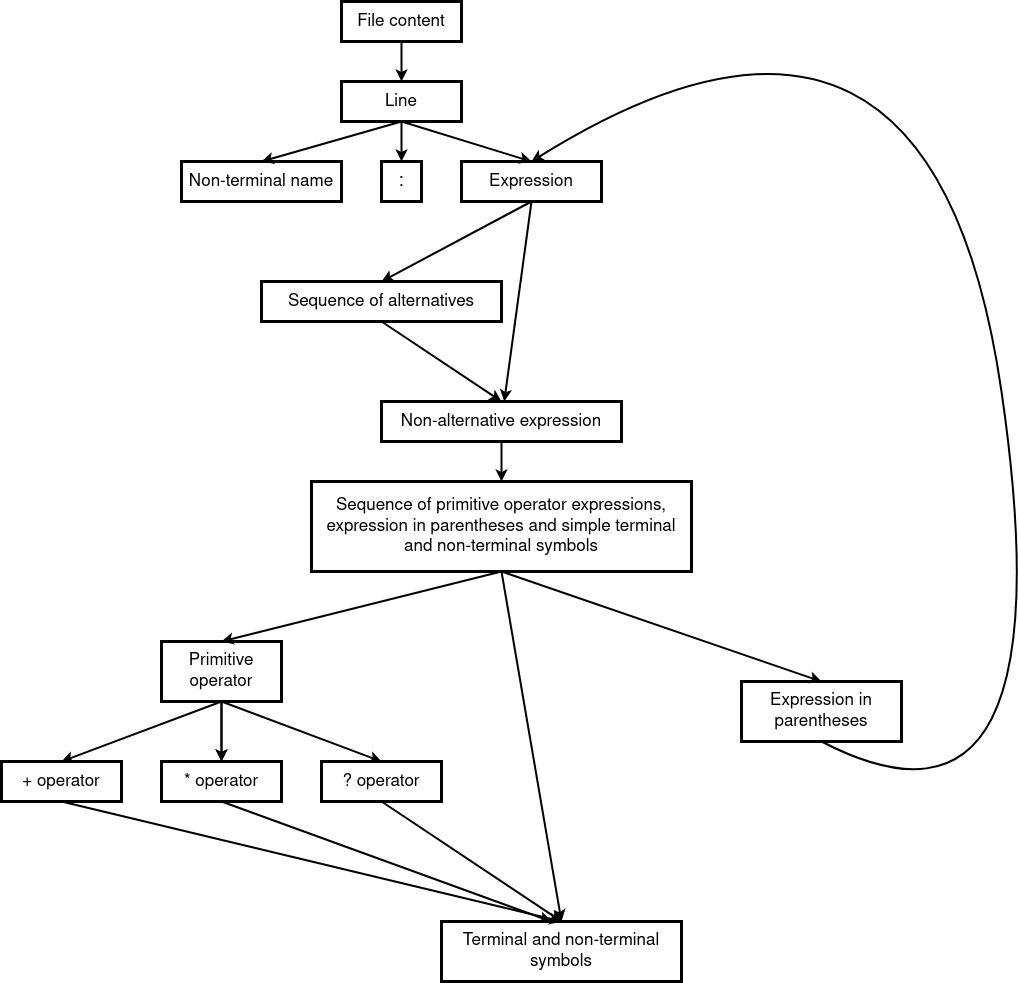 File content
Line
Non-terminal name
:
Expression
Sequence of alternatives
Non-alternative expression
Sequence of primitive operator expressions,
expression in parentheses and simple terminal
and non-terminal symbols
Primitive
operator
Expression in
parentheses
+ operator
* operator
? operator
Terminal and non-terminal
symbols